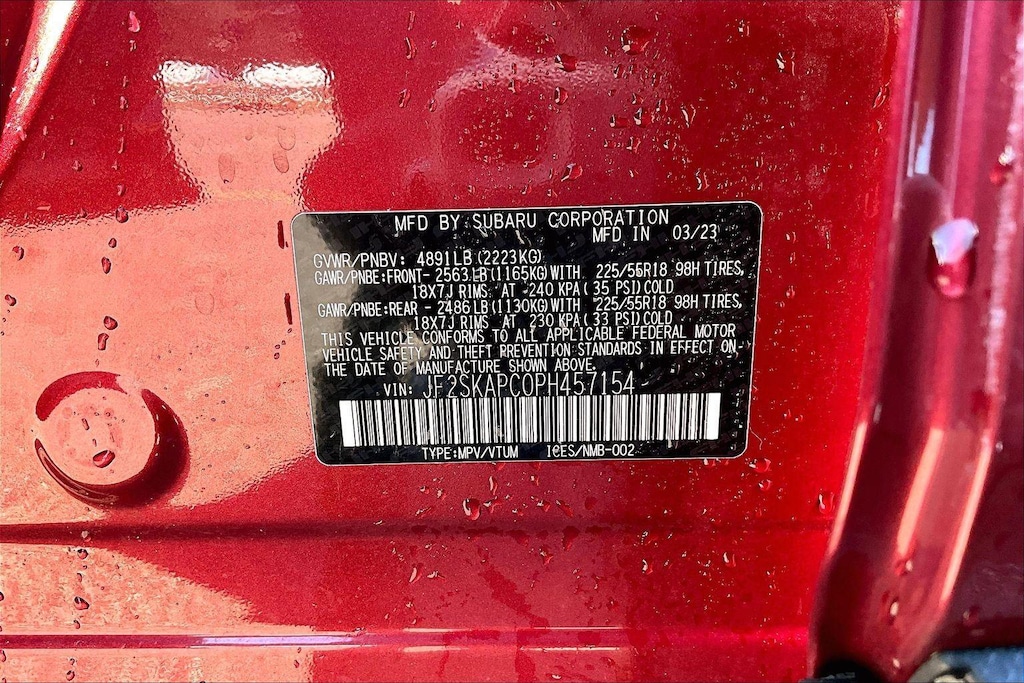 MFD BY: SUBARU CORPORATION
MFD IN 03/23
GVWR/PNBV: 4891LB(2223KG)
GAWR/PNBE:FRONT- 2563LB(1165KG)WITH 225/55R18 98H TIRES,
18X7J RIMS AT 240 KPA(35 PSI)COLD
GAWR/PNBE:REAR - 2486LB(1130KG)WITH 225/55R18 98H TIRES,
18X7J RIMS AT 230 KPA(33 PSI)COLD
THIS VEHICLE CONFORMS TO ALL APPLICABLE FEDERAL MOTOR
VEHICLE SAFETY AND THEFT PREVENTION STANDARDS IN EFFECT ON
THE DATE OF MANUFACTURE SHOWN ABOVE.
VIN: JF2SKAPC0PH457154
TYPE:MPV/VTUM ICES/NMB-002